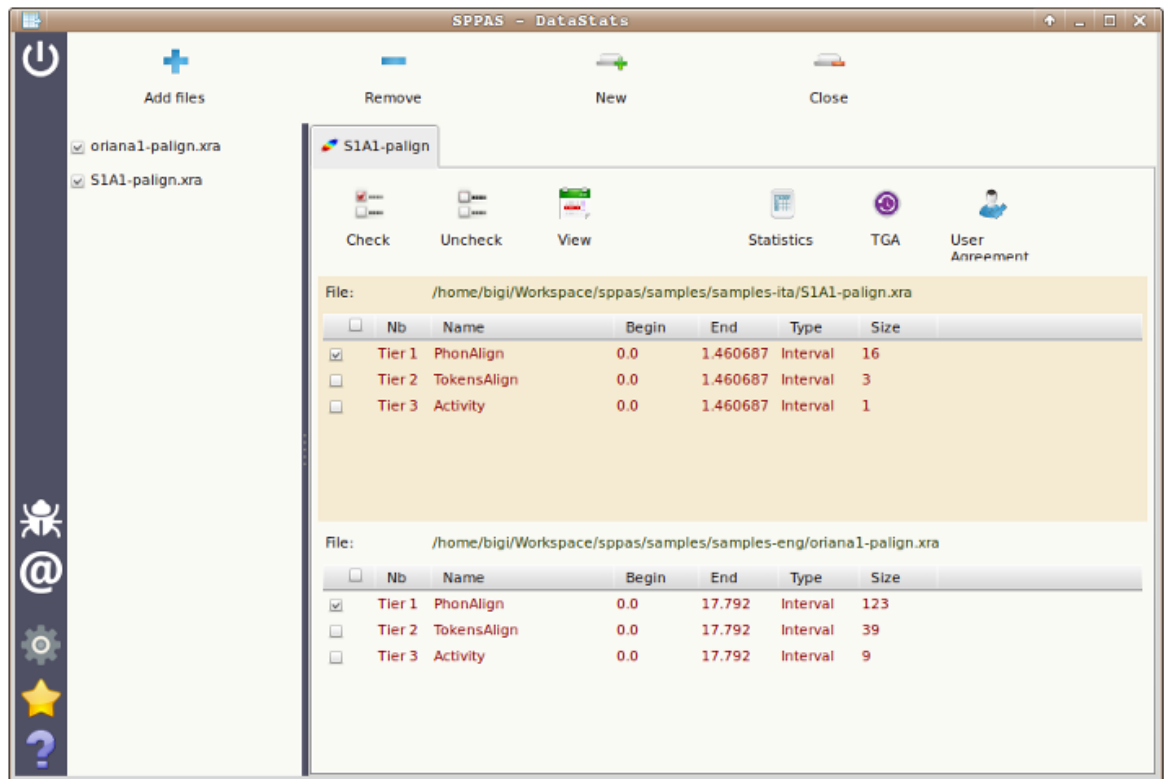 SPPAS - DataStats
Add files Remove New Close
oriana1-palign.xra
S1A1-palign.xra
S1A1-palign
Check Uncheck View Statistics TGA User Agreement
File: /home/bigi/Workspace/sppas/samples/samples-ita/S1A1-palign.xra
Nb Name Begin End Type Size
Tier 1 PhonAlign 0.0 1.460687 Interval 16
Tier 2 TokensAlign 0.0 1.460687 Interval 3
Tier 3 Activity 0.0 1.460687 Interval 1
File: /home/bigi/Workspace/sppas/samples/samples-eng/oriana1-palign.xra
Nb Name Begin End Type Size
Tier 1 PhonAlign 0.0 17.792 Interval 123
Tier 2 TokensAlign 0.0 17.792 Interval 39
Tier 3 Activity 0.0 17.792 Interval 9